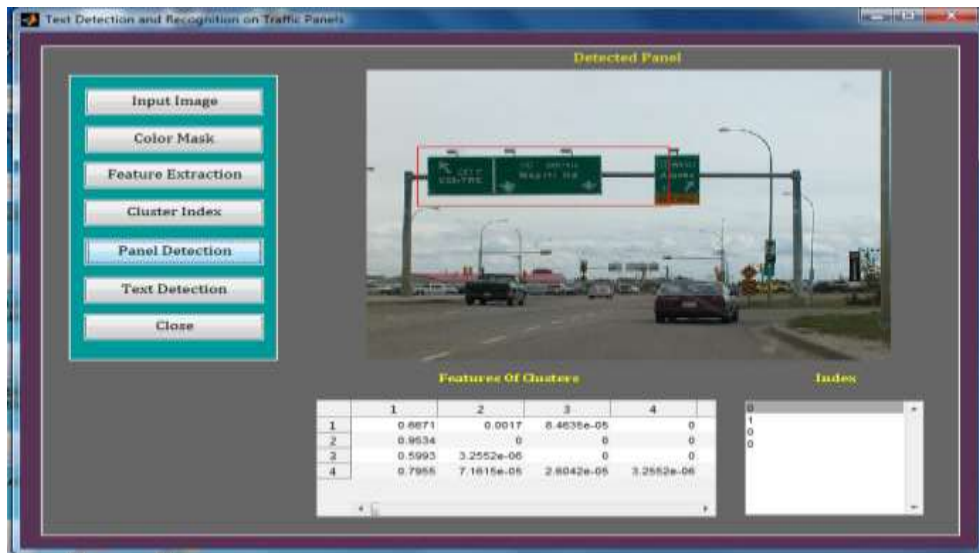 Text Detection and Recognition on Traffic Panels
Detected Panel
Input Image
Color Mask
Feature Extraction
Cluster Index
Panel Detection
Text Detection
Close
CITY
CENTRE
Features Of Clusters
Index
1 2 3 4
1 0.6671 0.0017 8.4635e-05 0
2 0.9534 0 0 0
3 0.5993 3.2552e-06 0 0
4 0.7955 7.1615e-05 2.6042e-05 3.2552e-06
0
1
0
0